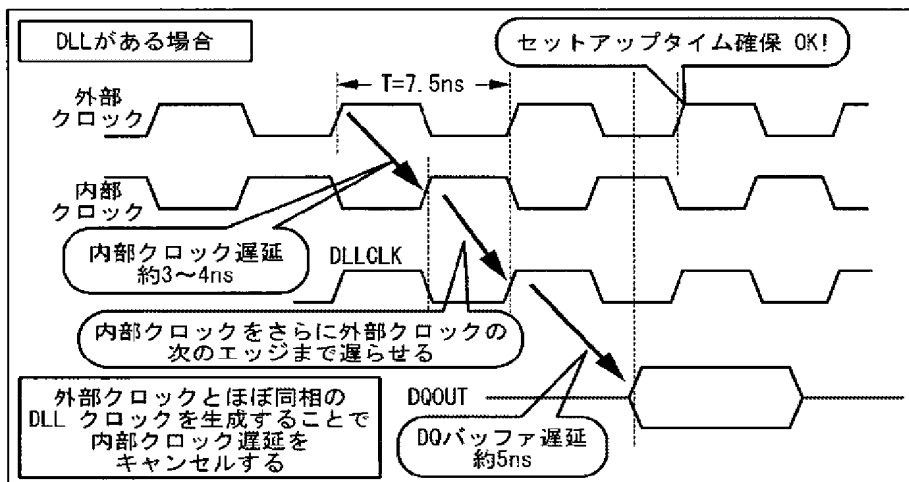 DLLがある場合
セットアップタイム確保 OK!
T=7.5ns
外部
クロック
内部
クロック
内部クロック遅延
約3～4ns
DLLCLK
内部クロックをさらに外部クロックの
次のエッジまで遅らせる
外部クロックとほぼ同相の
DLL クロックを生成することで
内部クロック遅延を
キャンセルする
DQOUT
DQバッファ遅延
約5ns